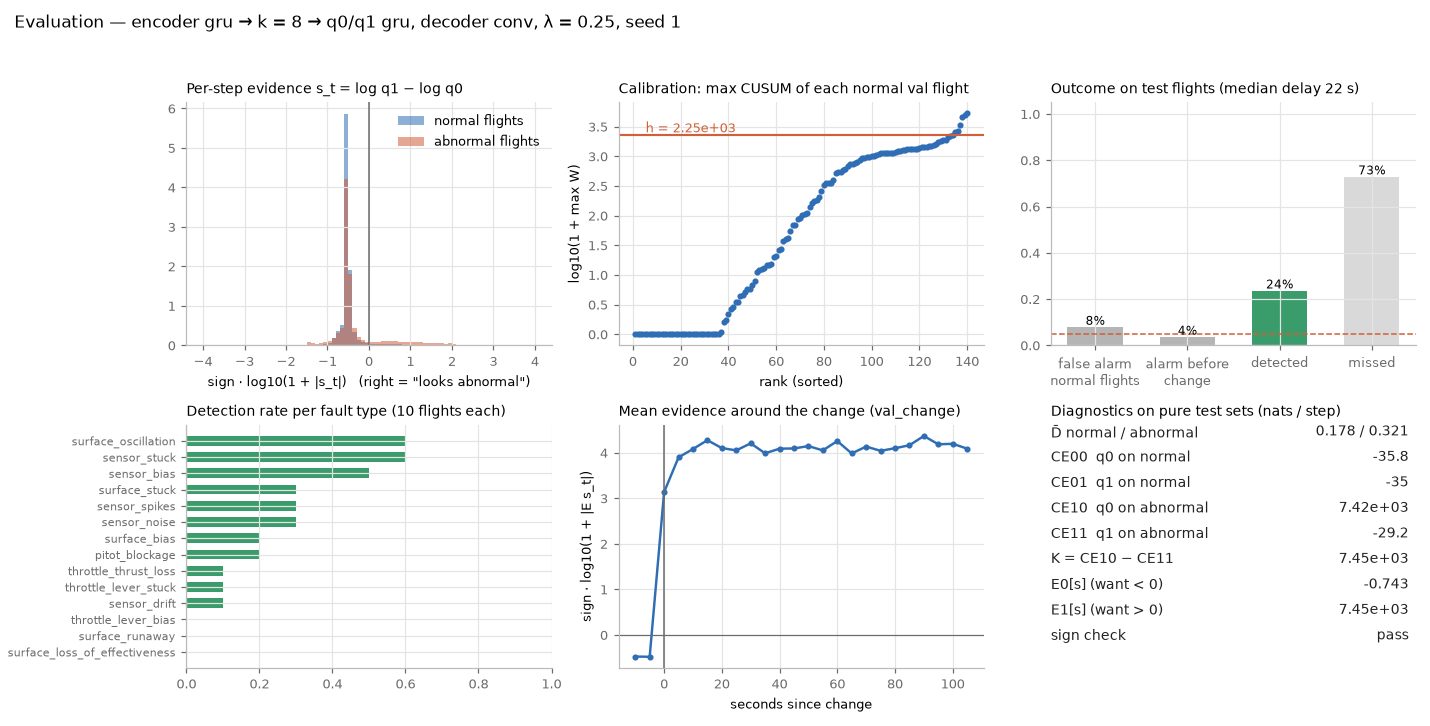 Evaluation — encoder gru → k = 8 → q0/q1 gru, decoder conv, λ = 0.25, seed 1
Per-step evidence s_t = log q1 − log q0
6
5
4
3
2
1
0
normal flights
abnormal flights
−4
−3
−2
−1
0
1
2
3
4
sign · log10(1 + |s_t|)   (right = "looks abnormal")
Calibration: max CUSUM of each normal val flight
log10(1 + max W)
3.5
3.0
2.5
2.0
1.5
1.0
0.5
0.0
h = 2.25e+03
0
20
40
60
80
100
120
140
rank (sorted)
Outcome on test flights (median delay 22 s)
1.0
0.8
0.6
0.4
0.2
0.0
8%
4%
24%
73%
false alarm
normal flights
alarm before
change
detected
missed
Detection rate per fault type (10 flights each)
surface_oscillation
sensor_stuck
sensor_bias
surface_stuck
sensor_spikes
sensor_noise
surface_bias
pitot_blockage
throttle_thrust_loss
throttle_lever_stuck
sensor_drift
throttle_lever_bias
surface_runaway
surface_loss_of_effectiveness
0.0
0.2
0.4
0.6
0.8
1.0
Mean evidence around the change (val_change)
sign · log10(1 + |E s_t|)
4
3
2
1
0
0
20
40
60
80
100
seconds since change
Diagnostics on pure test sets (nats / step)
D̄ normal / abnormal 0.178 / 0.321
CE00  q0 on normal -35.8
CE01  q1 on normal -35
CE10  q0 on abnormal 7.42e+03
CE11  q1 on abnormal -29.2
K = CE10 − CE11 7.45e+03
E0[s] (want < 0) -0.743
E1[s] (want > 0) 7.45e+03
sign check pass